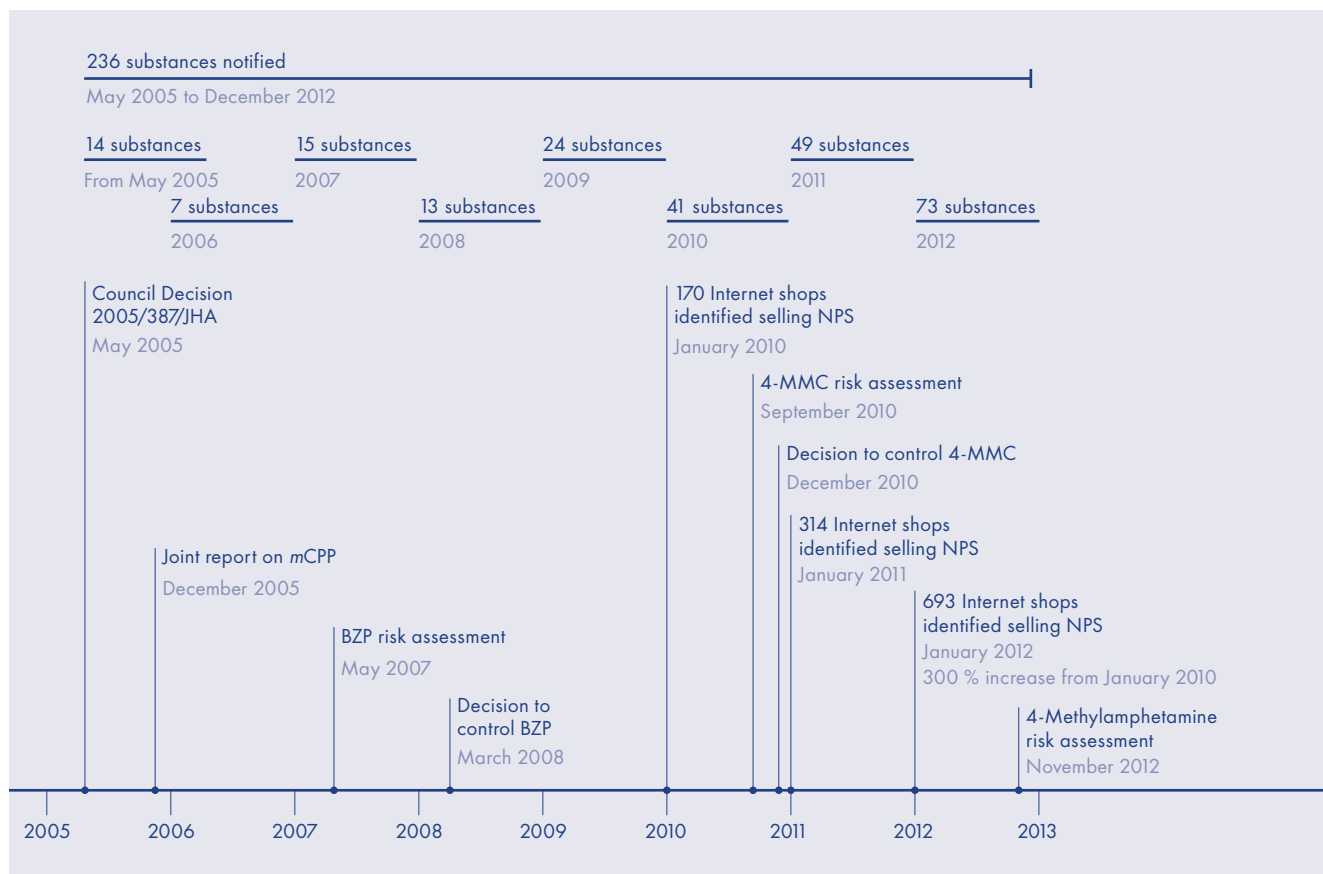 236 substances notified
May 2005 to December 2012
14 substances
From May 2005
15 substances
2007
24 substances
2009
49 substances
2011
7 substances
2006
13 substances
2008
41 substances
2010
73 substances
2012
Council Decision
2005/387/JHA
May 2005
170 Internet shops
identified selling NPS
January 2010
4-MMC risk assessment
September 2010
Decision to control 4-MMC
December 2010
314 Internet shops
identified selling NPS
January 2011
Joint report on mCPP
December 2005
693 Internet shops
identified selling NPS
January 2012
300 % increase from January 2010
BZP risk assessment
May 2007
Decision to
control BZP
March 2008
4-Methylamphetamine
risk assessment
November 2012
2005 2006 2007 2008 2009 2010 2011 2012 2013